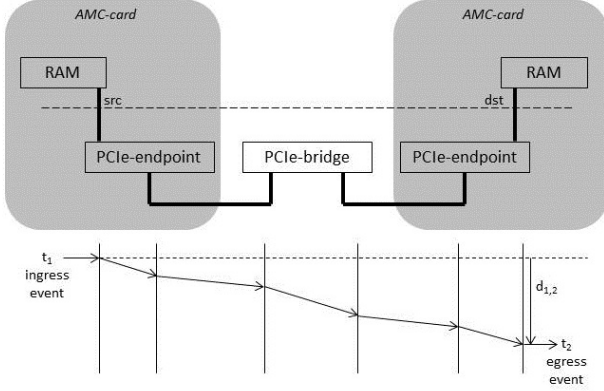 AMC-card
AMC-card
RAM
RAM
src
dst
PCIe-endpoint
PCIe-bridge
PCIe-endpoint
t1
ingress
event
d1,2
t2
egress
event